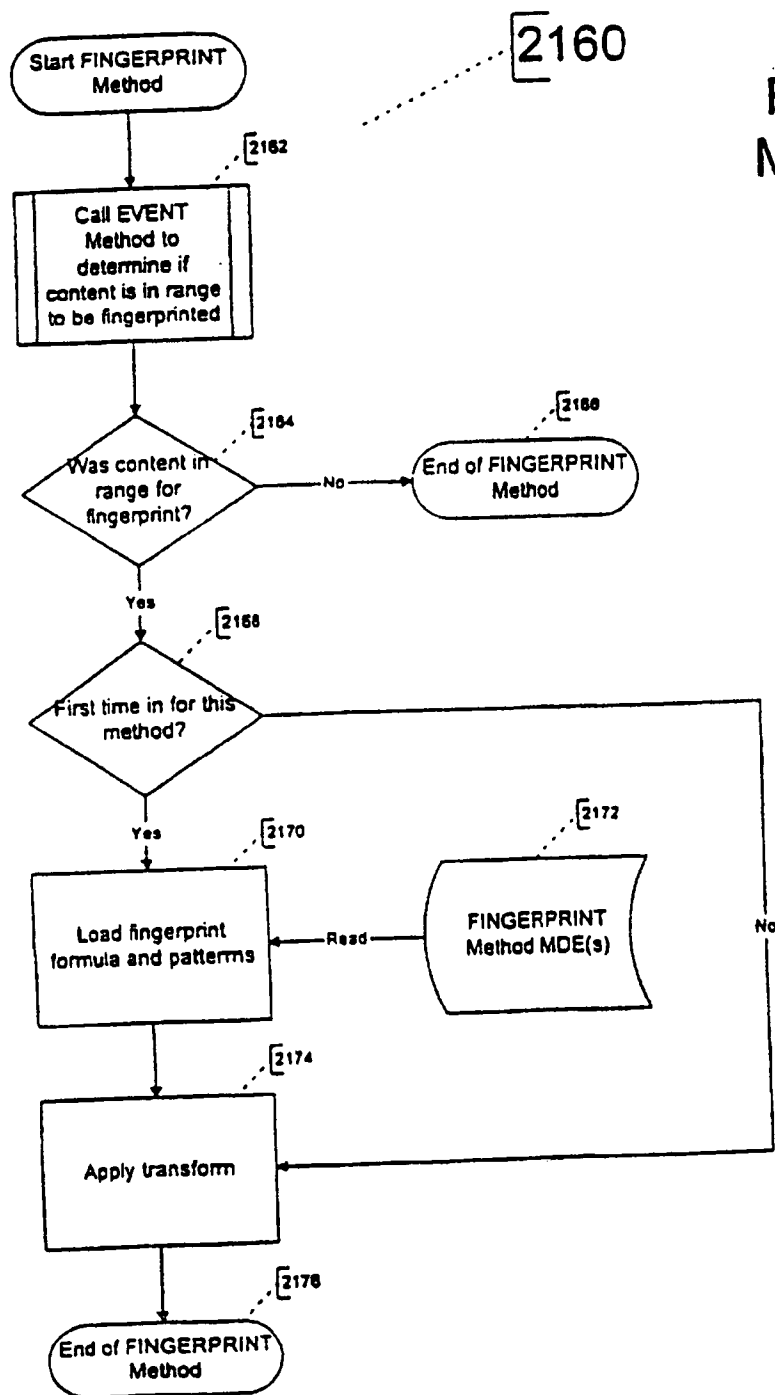 2160
Start FINGERPRINT
Method
2162
Call EVENT
Method to
determine if
content is in range
to be fingerprinted
2164
Was content in
range for
fingerprint?
No
2166
End of FINGERPRINT
Method
Yes
2168
First time in for this
method?
Yes
No
2170
Load fingerprint
formula and patterns
Read
2172
FINGERPRINT
Method MDE(s)
2174
Apply transform
2176
End of FINGERPRINT
Method